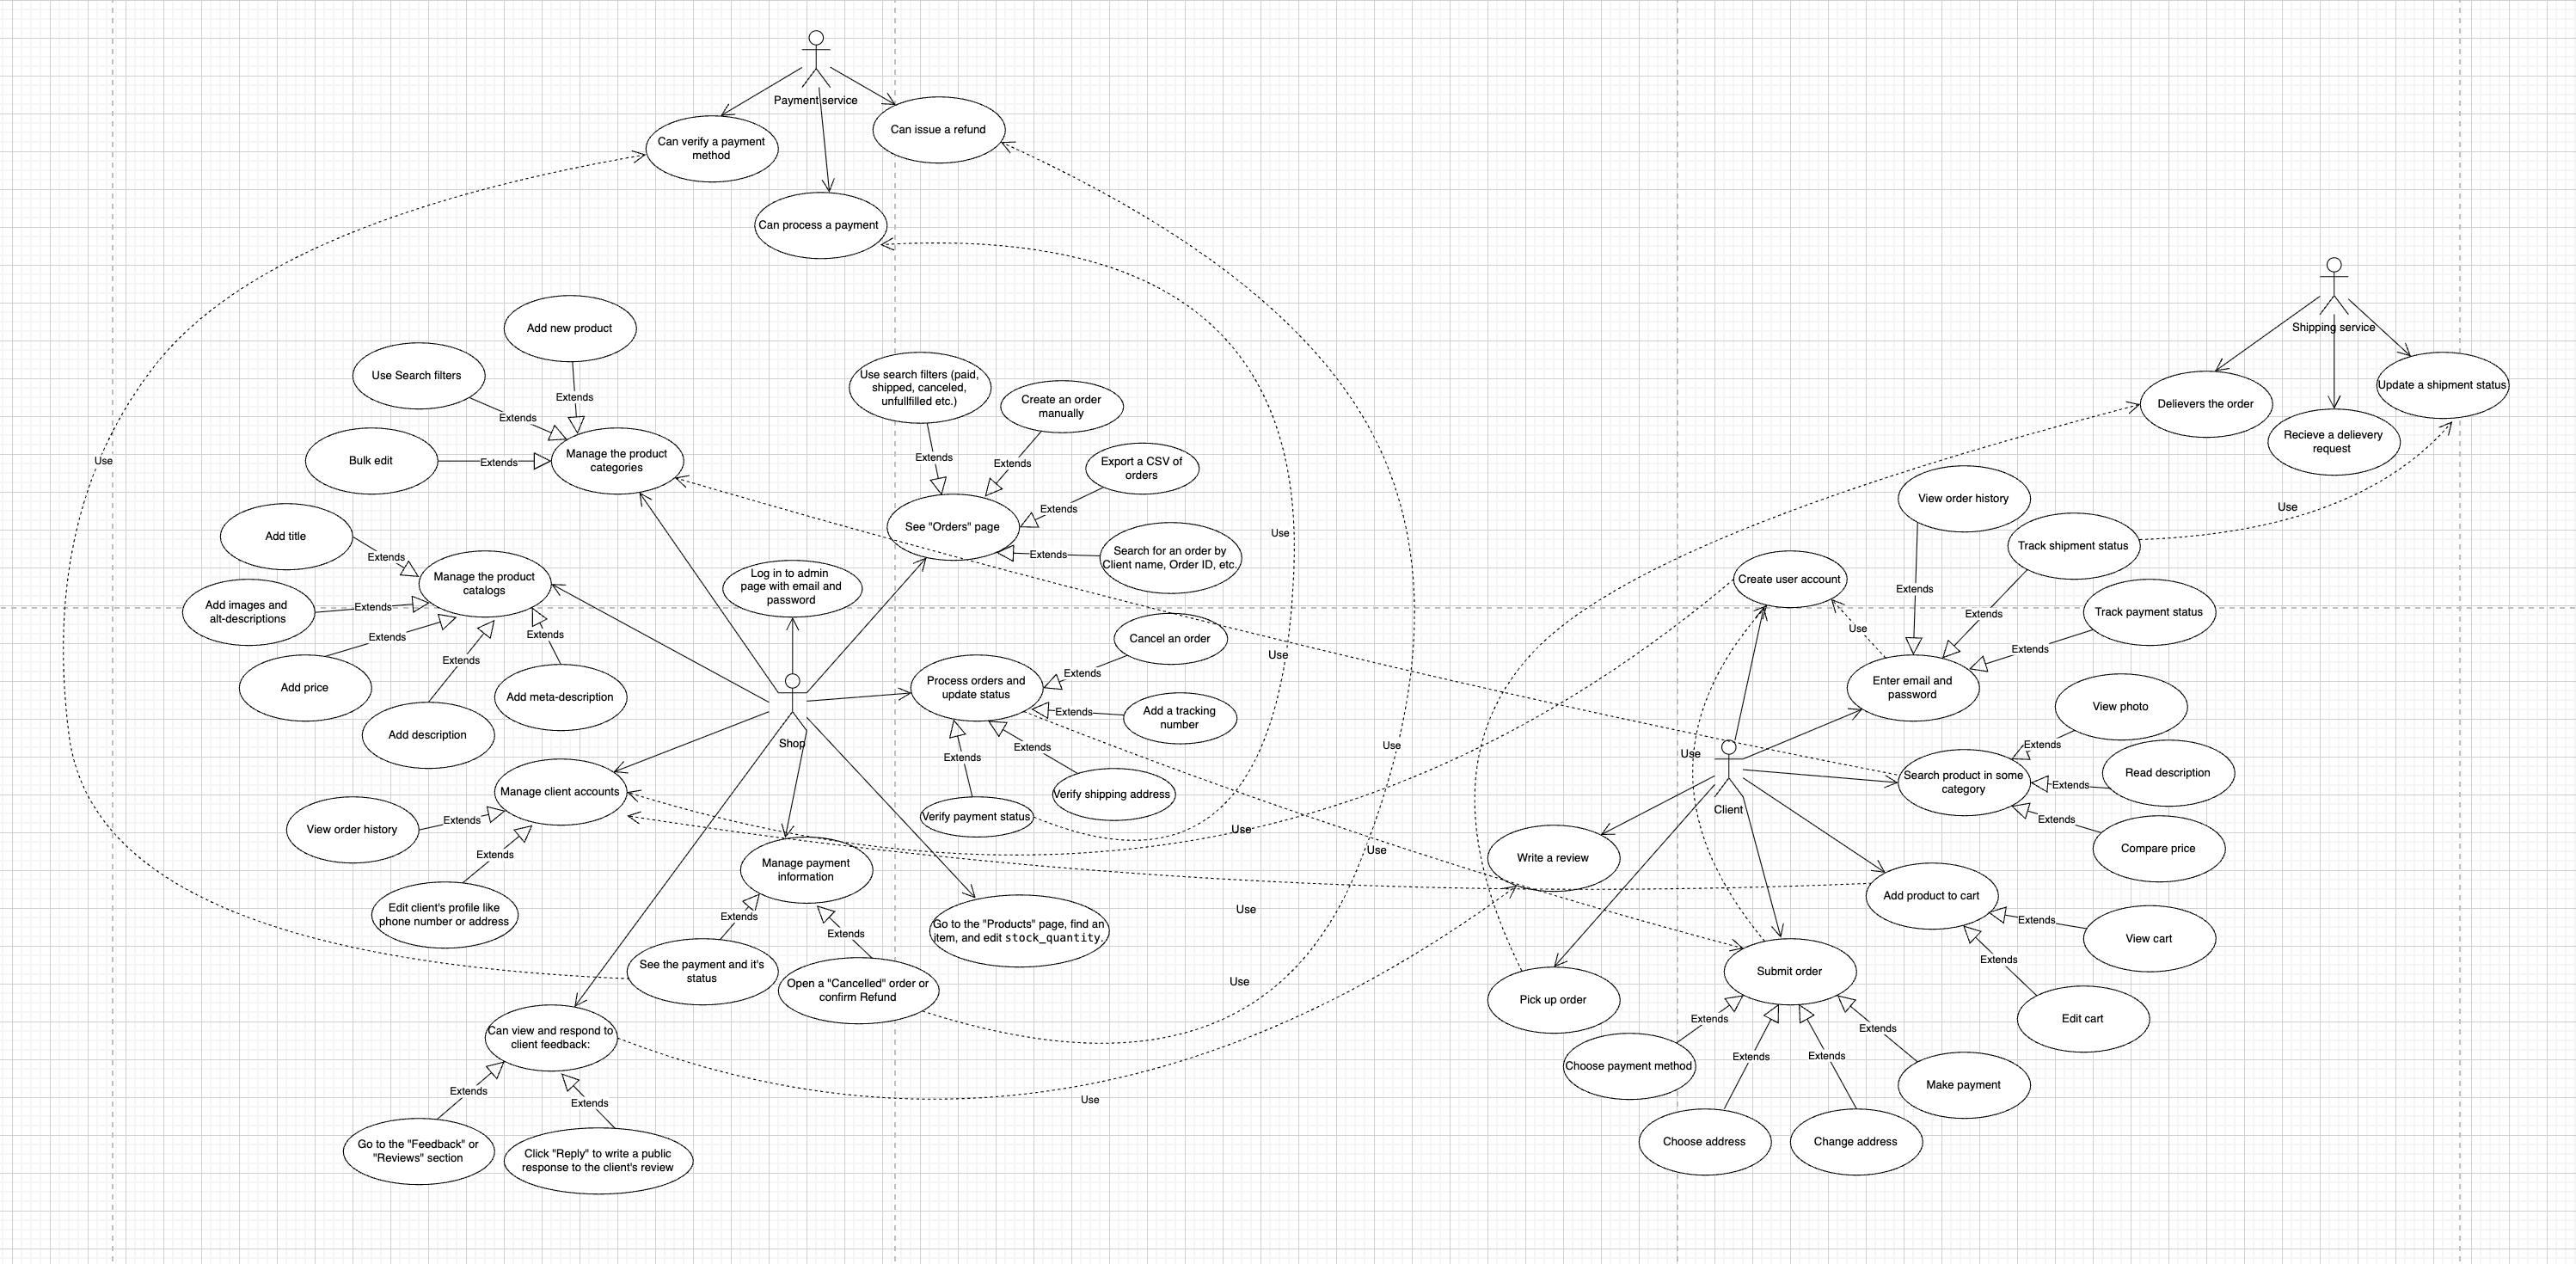 Payment service
Can verify a payment
method
Can issue a refund
Can process a payment
Shipping service
Delievers the order
Recieve a delievery
request
Update a shipment status
Use
Use
Use
Add new product
Use Search filters
Bulk edit
Extends
Extends
Extends
Manage the product
categories
Use search filters (paid,
shipped, canceled,
unfullfilled etc.)
Create an order
manually
Export a CSV of
orders
Search for an order by
Client name, Order ID, etc.
Extends
Extends
Extends
Extends
See "Orders" page
Add title
Add images and
alt-descriptions
Add price
Add description
Add meta-description
Extends
Extends
Extends
Extends
Extends
Manage the product
catalogs
Log in to admin
page with email and
password
Shop
Process orders and
update status
Cancel an order
Add a tracking
number
Verify shipping address
Verify payment status
Extends
Extends
Extends
Extends
Use
Use
Use
Use
Manage client accounts
View order history
Edit client's profile like
phone number or address
Extends
Extends
Manage payment
information
See the payment and it's
status
Open a "Cancelled" order or
confirm Refund
Extends
Extends
Go to the "Products" page, find an
item, and edit stock_quantity.
Use
Use
Use
Can view and respond to
client feedback:
Go to the "Feedback" or
"Reviews" section
Click "Reply" to write a public
response to the client's review
Extends
Extends
View order history
Track shipment status
Track payment status
Extends
Extends
Extends
Create user account
Use
Enter email and
password
Use
Client
Search product in some
category
View photo
Read description
Compare price
Extends
Extends
Extends
Write a review
Add product to cart
View cart
Edit cart
Extends
Extends
Pick up order
Submit order
Choose payment method
Choose address
Change address
Make payment
Extends
Extends
Extends
Extends